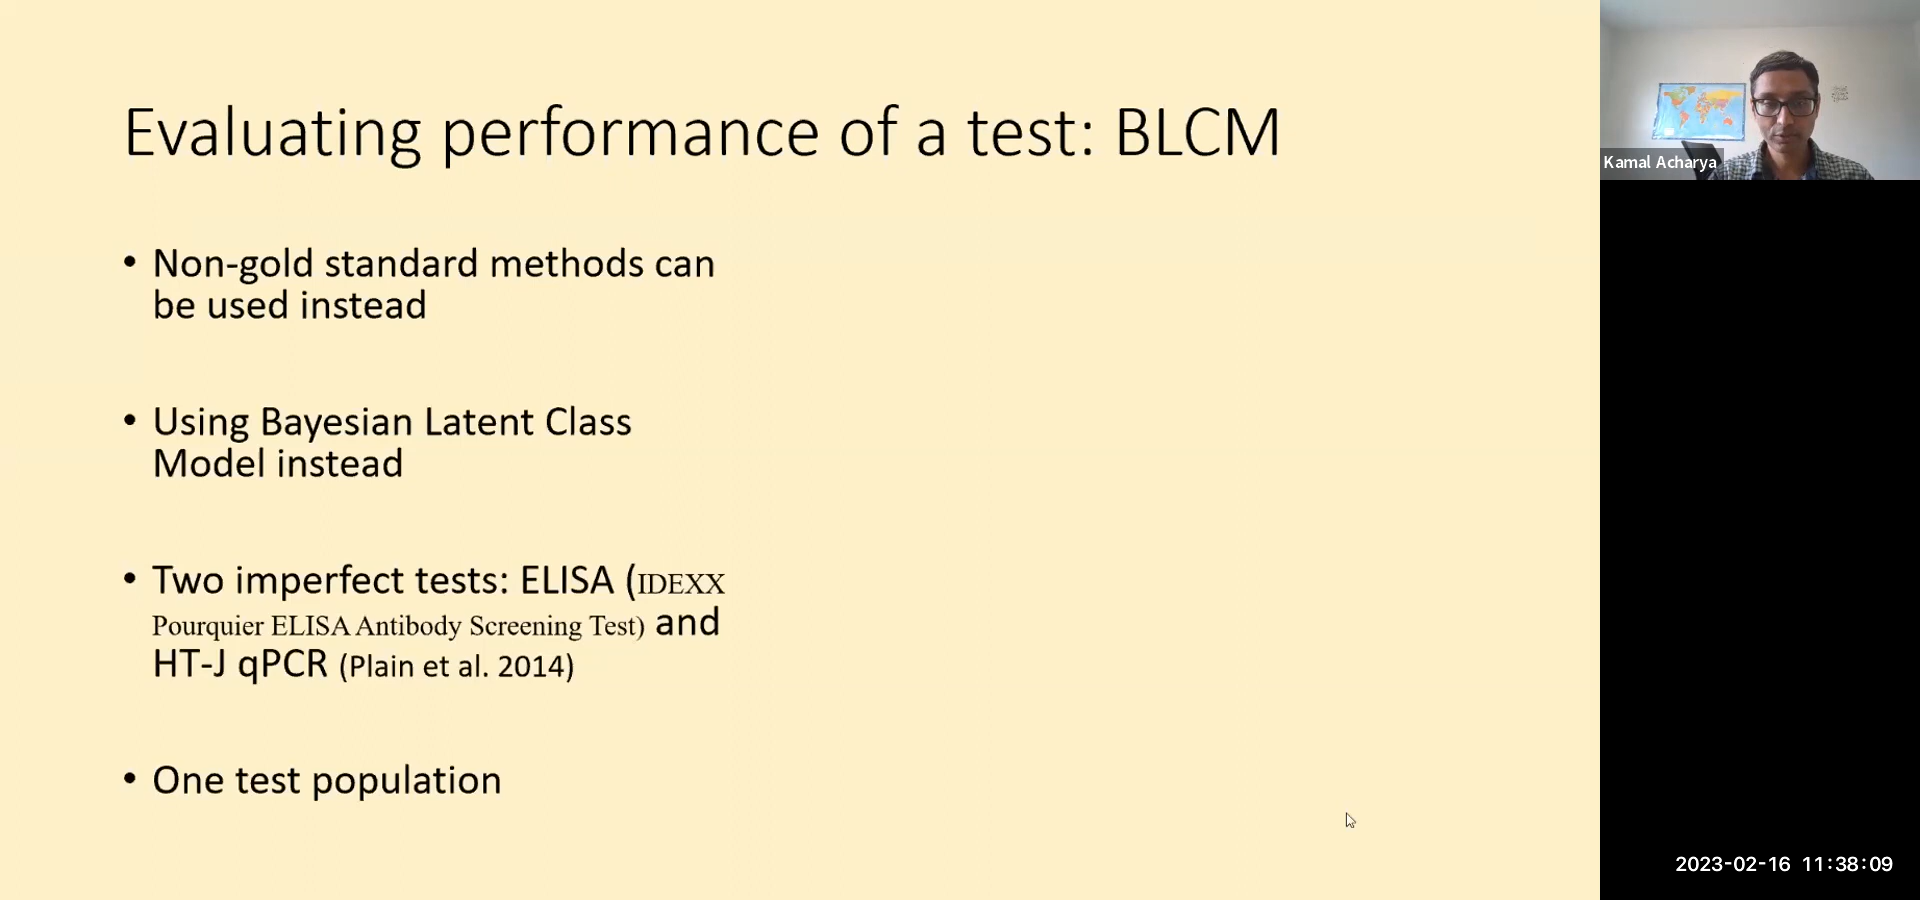 Evaluating performance of a test: BLCM
• Non-gold standard methods can
be used instead
• Using Bayesian Latent Class
Model instead
• Two imperfect tests: ELISA (IDEXX
Pourquier ELISA Antibody Screening Test) and
HT-J qPCR (Plain et al. 2014)
• One test population
Kamal Acharya
2023-02-16 11:38:09